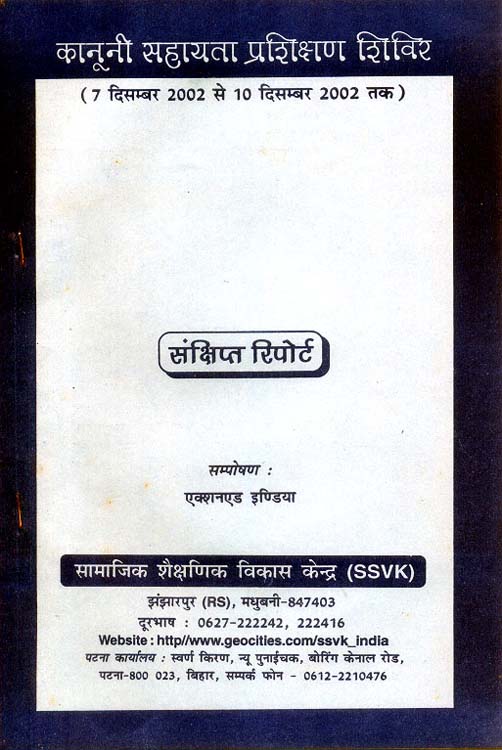 कानूनी सहायता प्रशिक्षण शिविर
( 7 दिसम्बर 2002 से 10 दिसम्बर 2002 तक )
संक्षिप्त रिपोर्ट
सम्पोषण :
एक्शनएड इण्डिया
सामाजिक शैक्षणिक विकास केन्द्र (SSVK)
झंझारपुर (RS), मधुबनी-847403
दूरभाष : 0627-222242, 222416
Website : http//www.geocities.com/ssvk_india
पटना कार्यालय : स्वर्ण किरण, न्यू पुनाईचक, बोरिंग केनाल रोड,
पटना-800 023, बिहार, सम्पर्क फोन - 0612-2210476